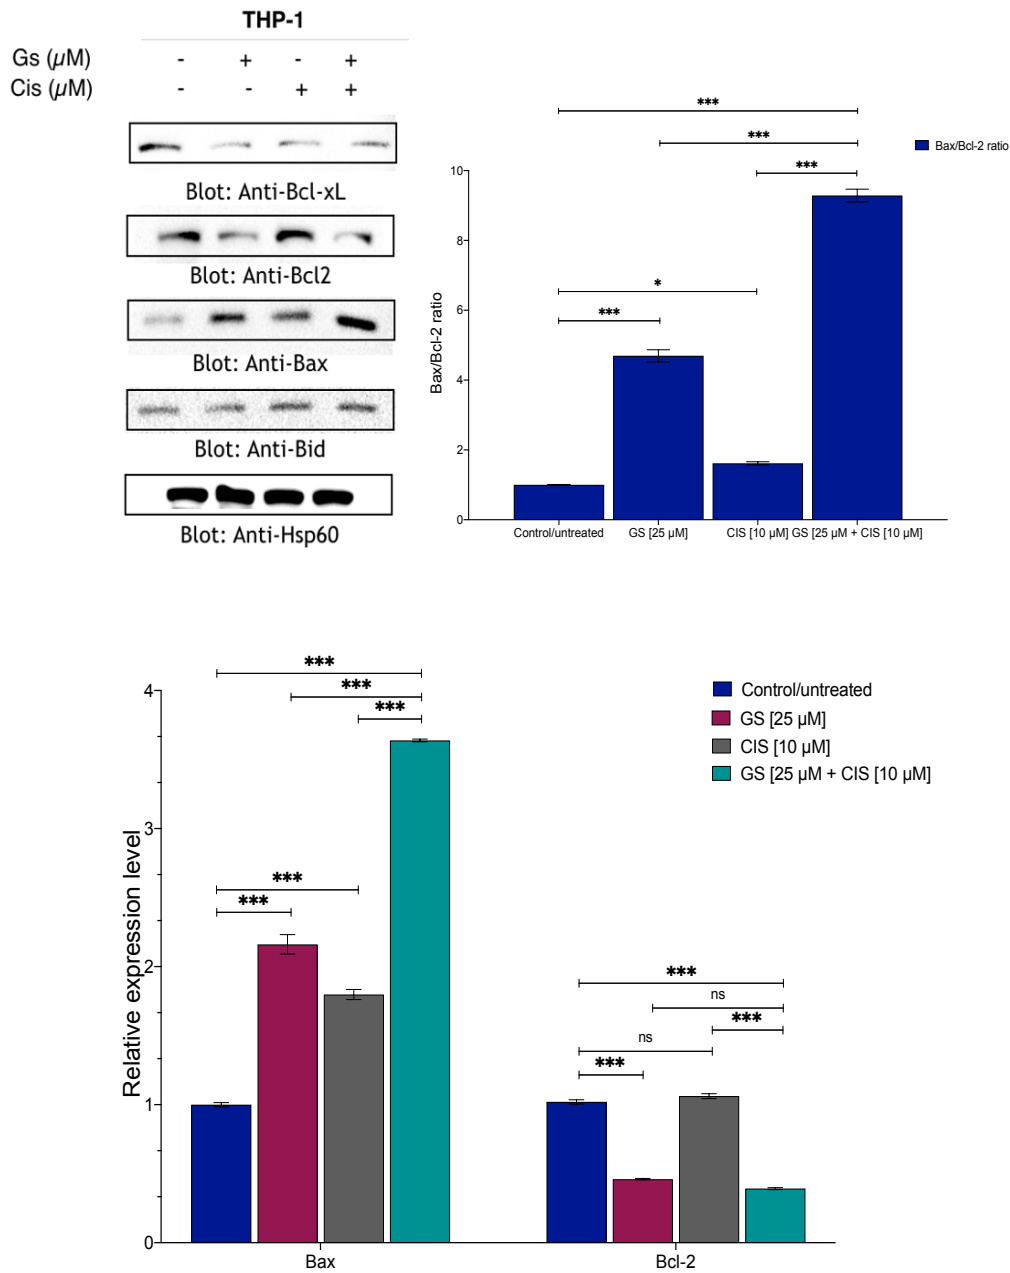 THP-1
Gs (µM) - + - +
Cis (µM) - - + +
Blot: Anti-Bcl-xL
Blot: Anti-Bcl2
Blot: Anti-Bax
Blot: Anti-Bid
Blot: Anti-Hsp60
***
***
***
Bax/Bcl-2 ratio
10
8
6
4
2
0
Bax/Bcl-2 ratio
*
***
Control/untreated GS [25 µM] CIS [10 µM] GS [25 µM + CIS [10 µM]
***
***
***
***
***
4
3
2
1
0
Relative expression level
Control/untreated
GS [25 µM]
CIS [10 µM]
GS [25 µM + CIS [10 µM]
***
ns
***
ns
***
Bax Bcl-2